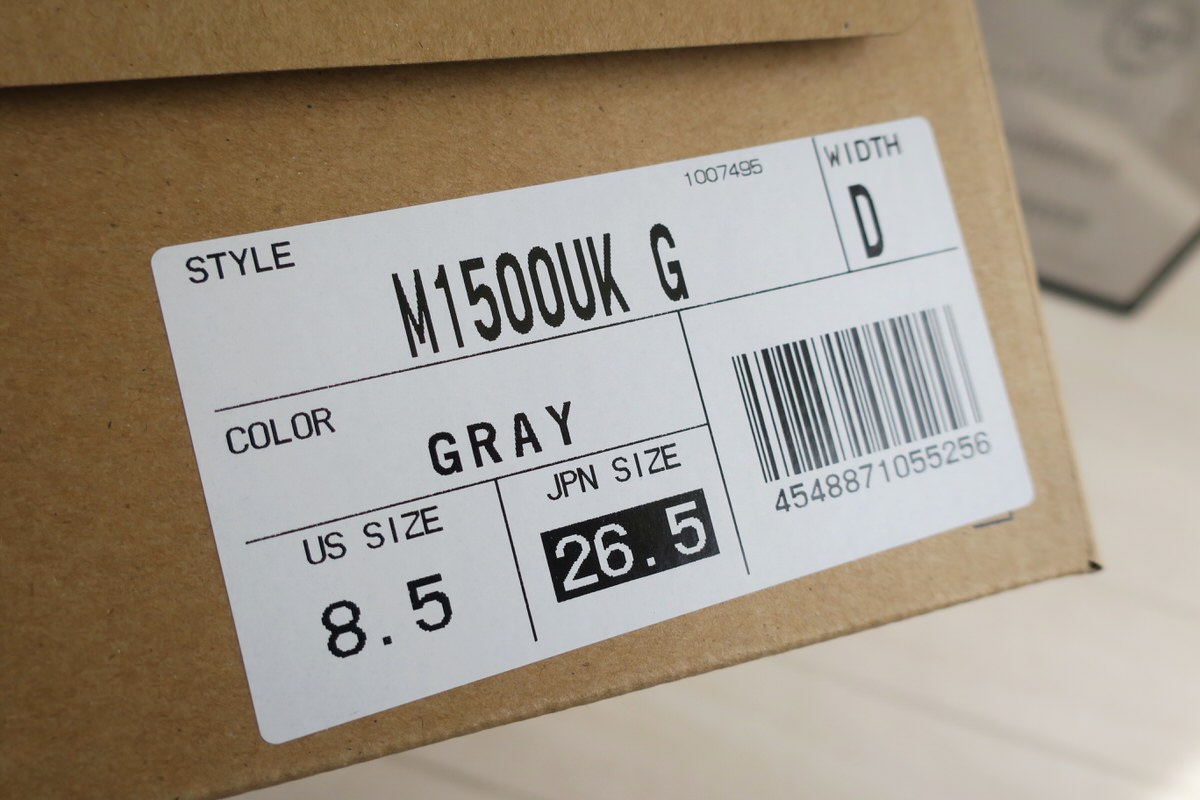 STYLE
1007495
WIDTH
M1500UK G
D
COLOR
GRAY
US SIZE
JPN SIZE
8.5
26.5
4548871055256